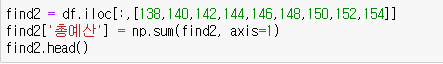 find2 = df.iloc[:,[138,140,142,144,146,148,150,152,154]]
find2['총예산'] = np.sum(find2, axis=1)
find2.head()